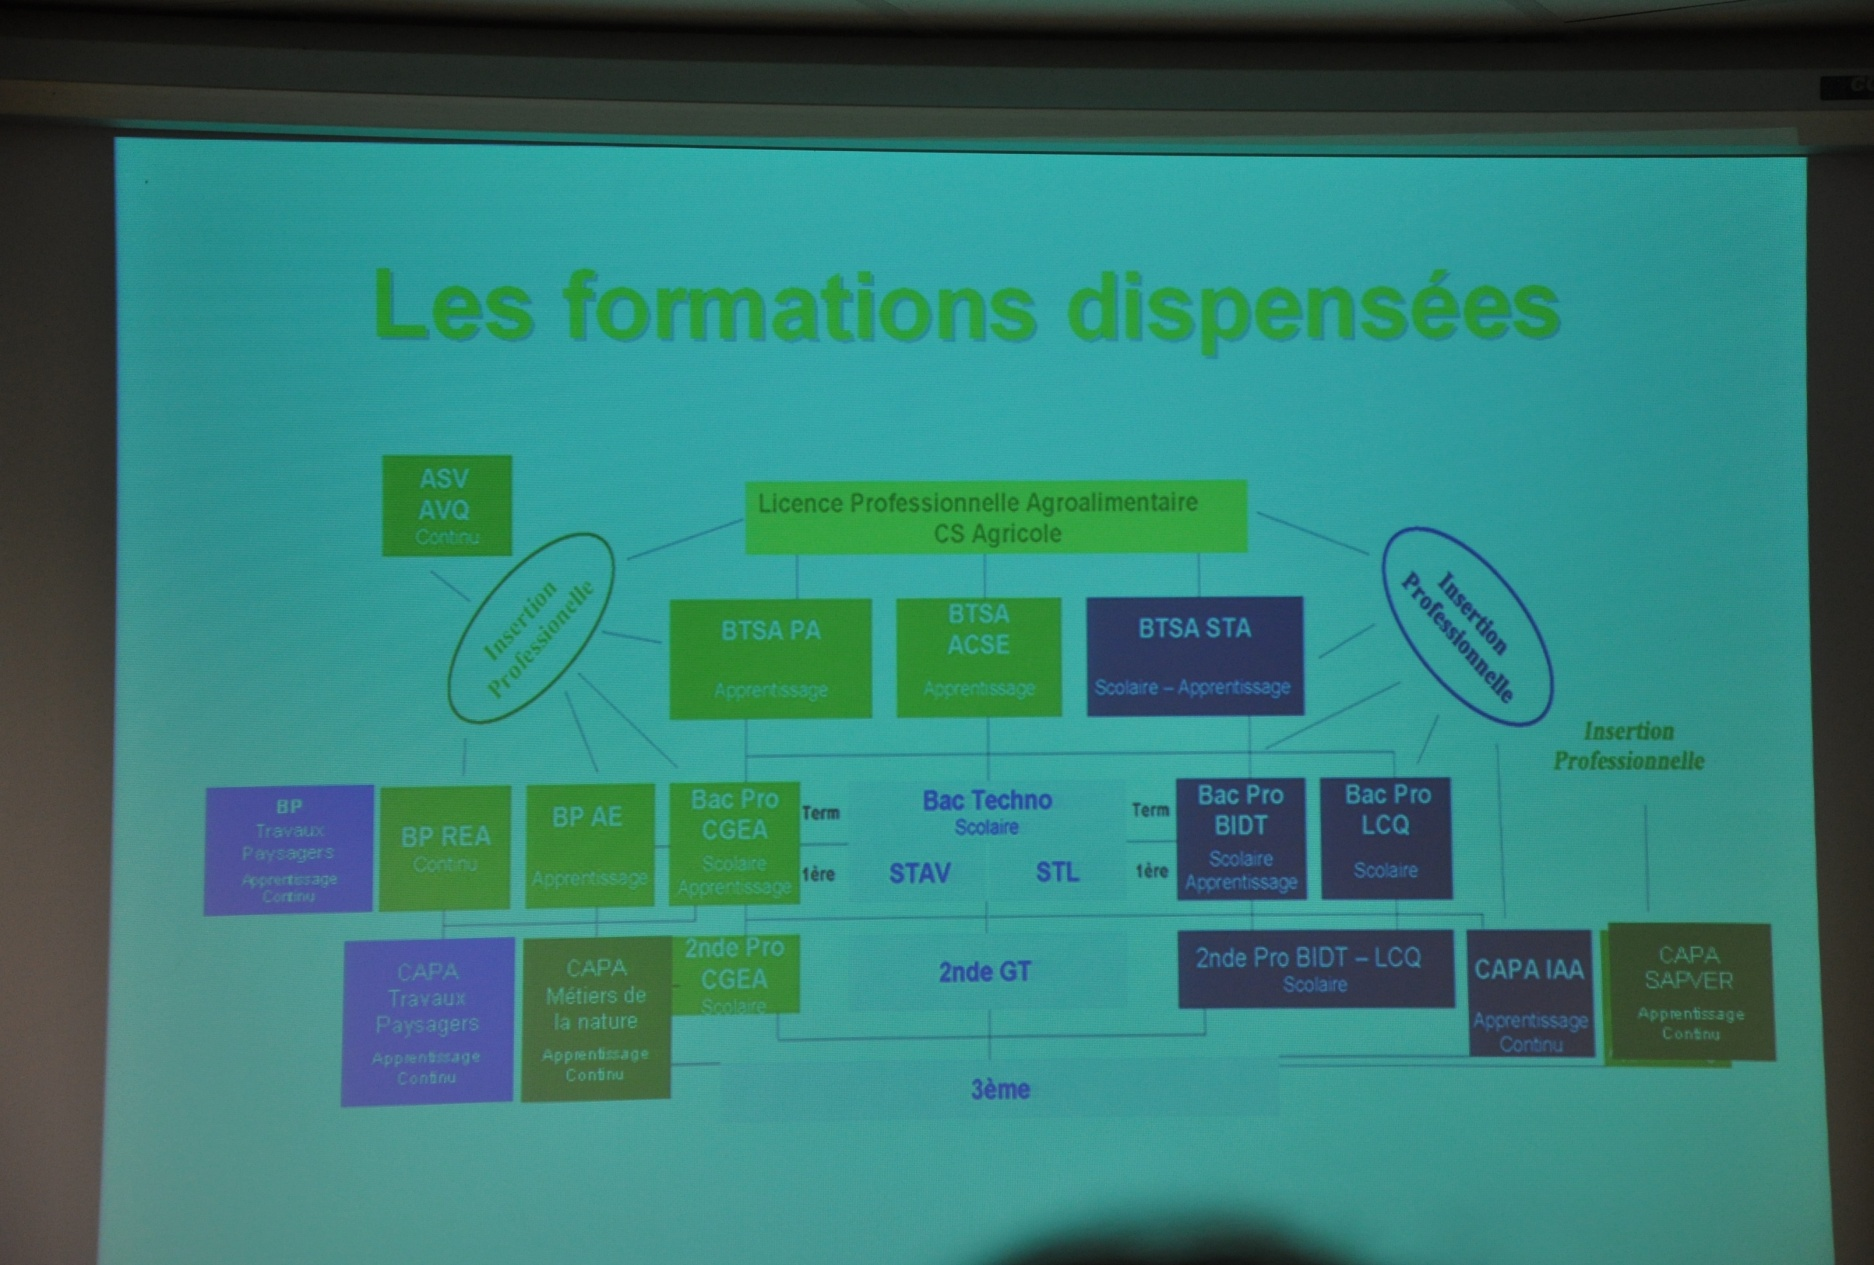 Les formations dispensées
ASV
AVQ
Continu
Licence Professionnelle Agroalimentaire
CS Agricole
Insertion
Professionnelle
BTSA PA
Apprentissage
BTSA
ACSE
Apprentissage
BTSA STA
Scolaire – Apprentissage
Insertion
Professionnelle
Insertion
Professionnelle
BP
Travaux
Paysagers
Apprentissage
Continu
BP REA
Continu
BP AE
Apprentissage
Bac Pro
CGEA
Scolaire
Apprentissage
Term
1ère
Bac Techno
Scolaire
STAV
STL
Term
1ère
Bac Pro
BIDT
Scolaire
Apprentissage
Bac Pro
LCQ
Scolaire
CAPA
Travaux
Paysagers
Apprentissage
Continu
CAPA
Métiers de
la nature
Apprentissage
Continu
2nde Pro
CGEA
Scolaire
2nde GT
2nde Pro BIDT – LCQ
Scolaire
CAPA IAA
Apprentissage
Continu
CAPA
SAPVER
Apprentissage
Continu
3ème